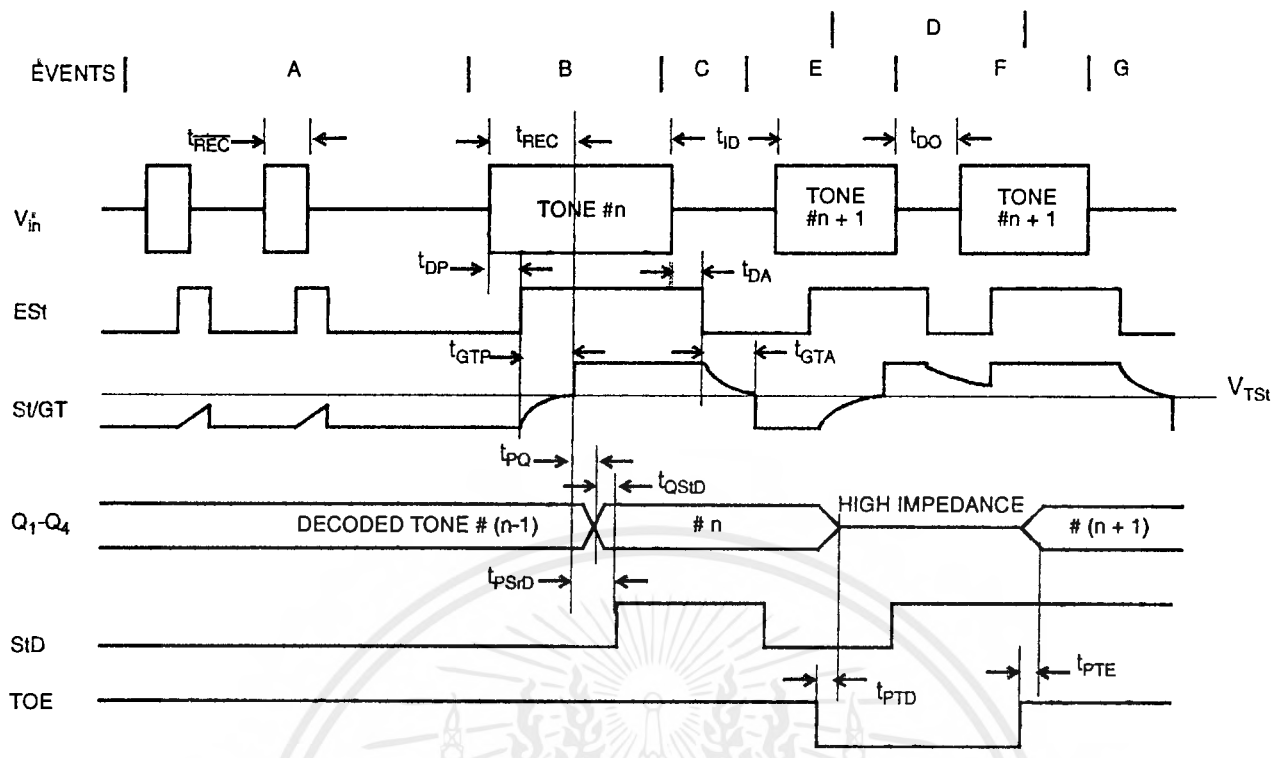 D
EVENTS A B C E F G
tREC tREC tID tDO
Vin TONE #n TONE #n + 1 TONE #n + 1
tDP tDA
ESt
tGTP tGTA
St/GT VTSt
tPQ tQStD
Q1-Q4 DECODED TONE # (n-1) # n HIGH IMPEDANCE # (n + 1)
tPSrD
StD
tPTD tPTE
TOE